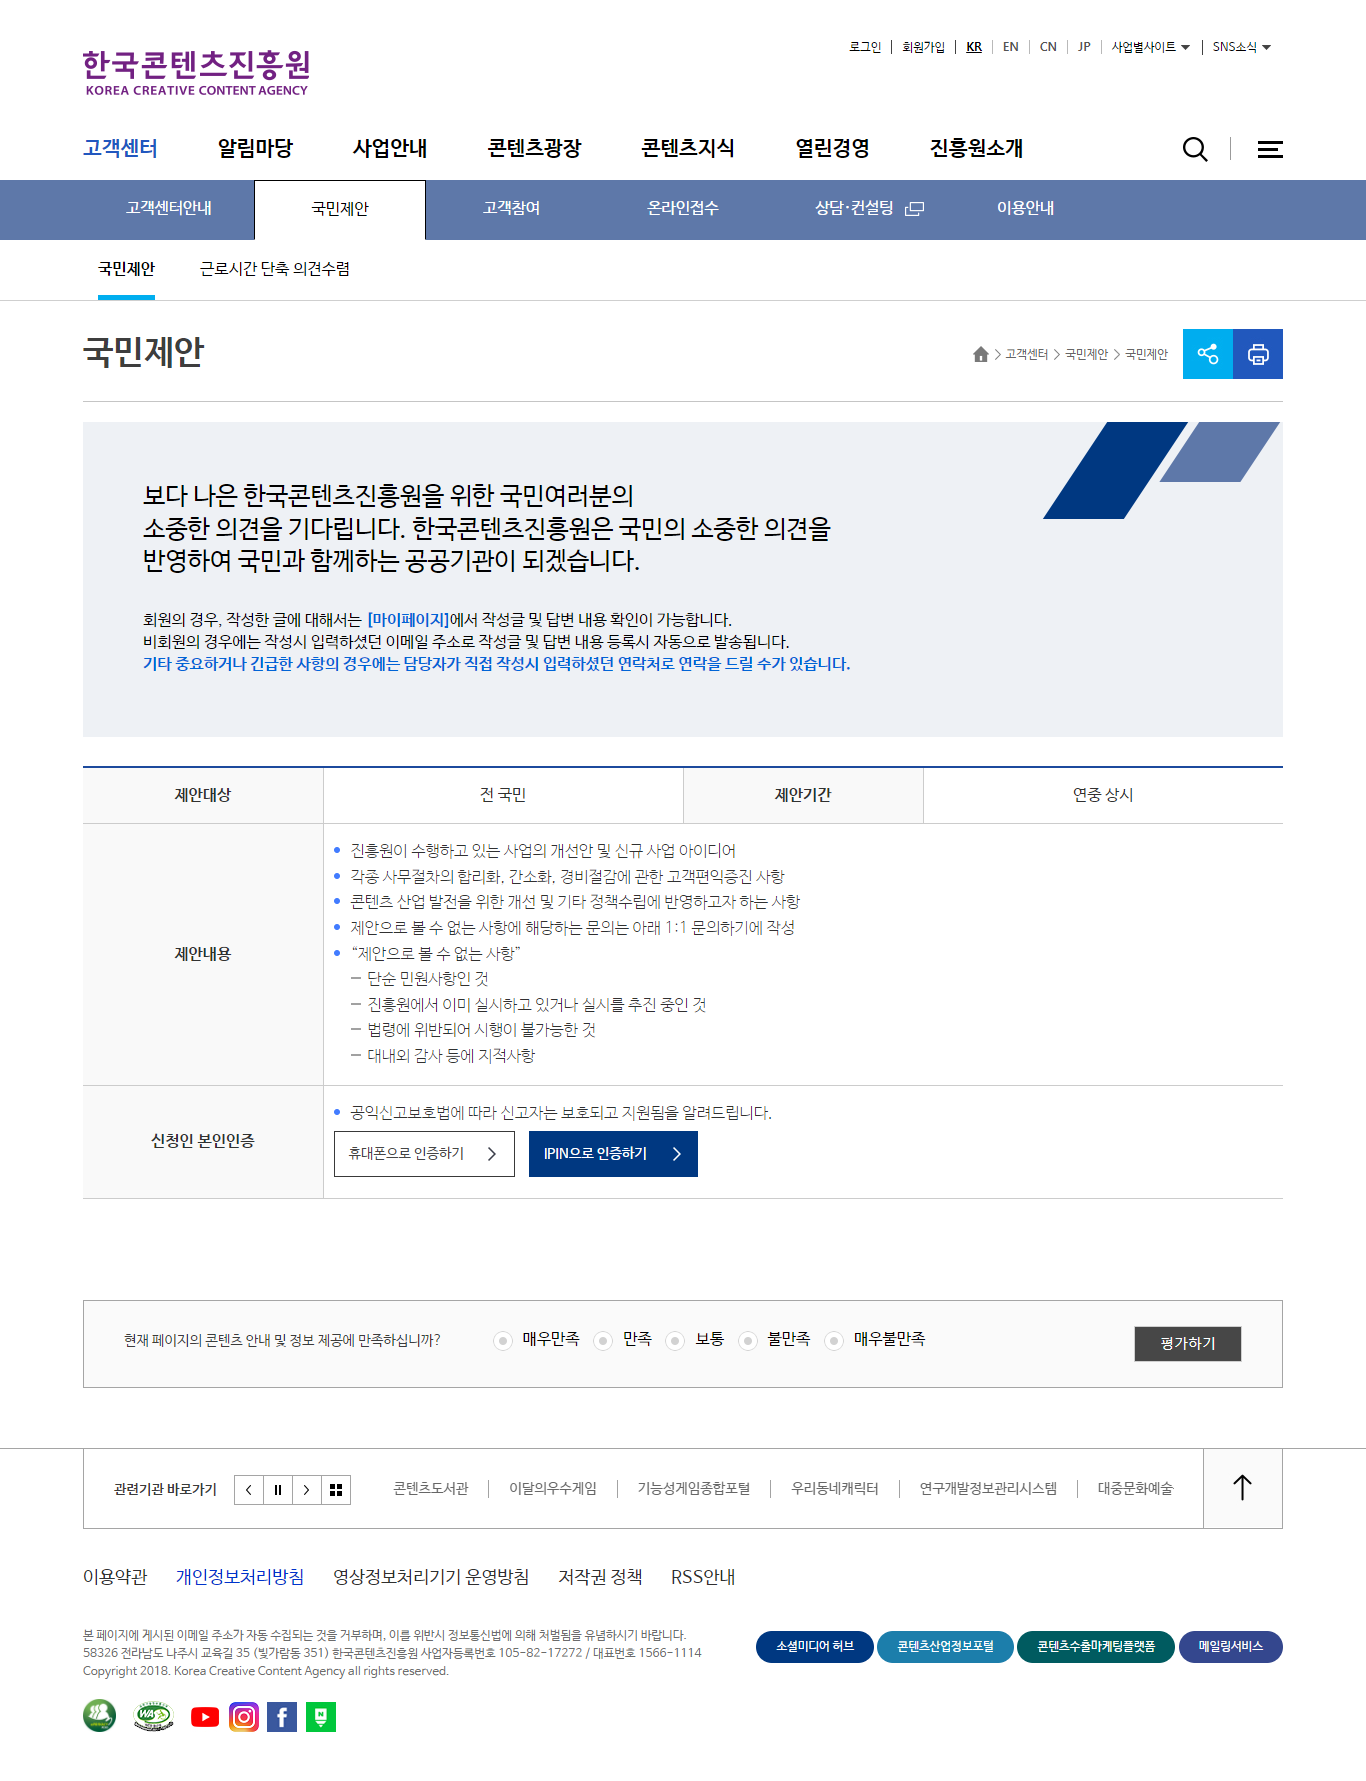 로그인 회원가입 KR EN CN JP 사업별사이트 SNS소식
한국콘텐츠진흥원
KOREA CREATIVE CONTENT AGENCY
고객센터 알림마당 사업안내 콘텐츠광장 콘텐츠지식 열린경영 진흥원소개
고객센터안내 국민제안 고객참여 온라인접수 상담·컨설팅 이용안내
국민제안 근로시간 단축 의견수렴
국민제안
고객센터 > 국민제안 > 국민제안
보다 나은 한국콘텐츠진흥원을 위한 국민여러분의
소중한 의견을 기다립니다. 한국콘텐츠진흥원은 국민의 소중한 의견을
반영하여 국민과 함께하는 공공기관이 되겠습니다.
회원의 경우, 작성한 글에 대해서는 [마이페이지]에서 작성글 및 답변 내용 확인이 가능합니다.
비회원의 경우에는 작성시 입력하셨던 이메일 주소로 작성글 및 답변 내용 등록시 자동으로 발송됩니다.
기타 중요하거나 긴급한 사항의 경우에는 담당자가 직접 작성시 입력하셨던 연락처로 연락을 드릴 수가 있습니다.
제안대상 전 국민 제안기간 연중 상시
제안내용
진흥원이 수행하고 있는 사업의 개선안 및 신규 사업 아이디어
각종 사무절차의 합리화, 간소화, 경비절감에 관한 고객편익증진 사항
콘텐츠 산업 발전을 위한 개선 및 기타 정책수립에 반영하고자 하는 사항
제안으로 볼 수 없는 사항에 해당하는 문의는 아래 1:1 문의하기에 작성
“제안으로 볼 수 없는 사항”
단순 민원사항인 것
진흥원에서 이미 실시하고 있거나 실시를 추진 중인 것
법령에 위반되어 시행이 불가능한 것
대내외 감사 등에 지적사항
신청인 본인인증
공익신고보호법에 따라 신고자는 보호되고 지원됨을 알려드립니다.
휴대폰으로 인증하기 IPIN으로 인증하기
현재 페이지의 콘텐츠 안내 및 정보 제공에 만족하십니까? 매우만족 만족 보통 불만족 매우불만족 평가하기
관련기관 바로가기 콘텐츠도서관 이달의우수게임 기능성게임종합포털 우리동네캐릭터 연구개발정보관리시스템 대중문화예술
이용약관 개인정보처리방침 영상정보처리기기 운영방침 저작권 정책 RSS안내
본 페이지에 게시된 이메일 주소가 자동 수집되는 것을 거부하며, 이를 위반시 정보통신법에 의해 처벌됨을 유념하시기 바랍니다.
58326 전라남도 나주시 교육길 35 (빛가람동 351) 한국콘텐츠진흥원 사업자등록번호 105-82-17272 / 대표번호 1566-1114
Copyright 2018. Korea Creative Content Agency all rights reserved.
소셜미디어 허브 콘텐츠산업정보포털 콘텐츠수출마케팅플랫폼 메일링서비스
WA